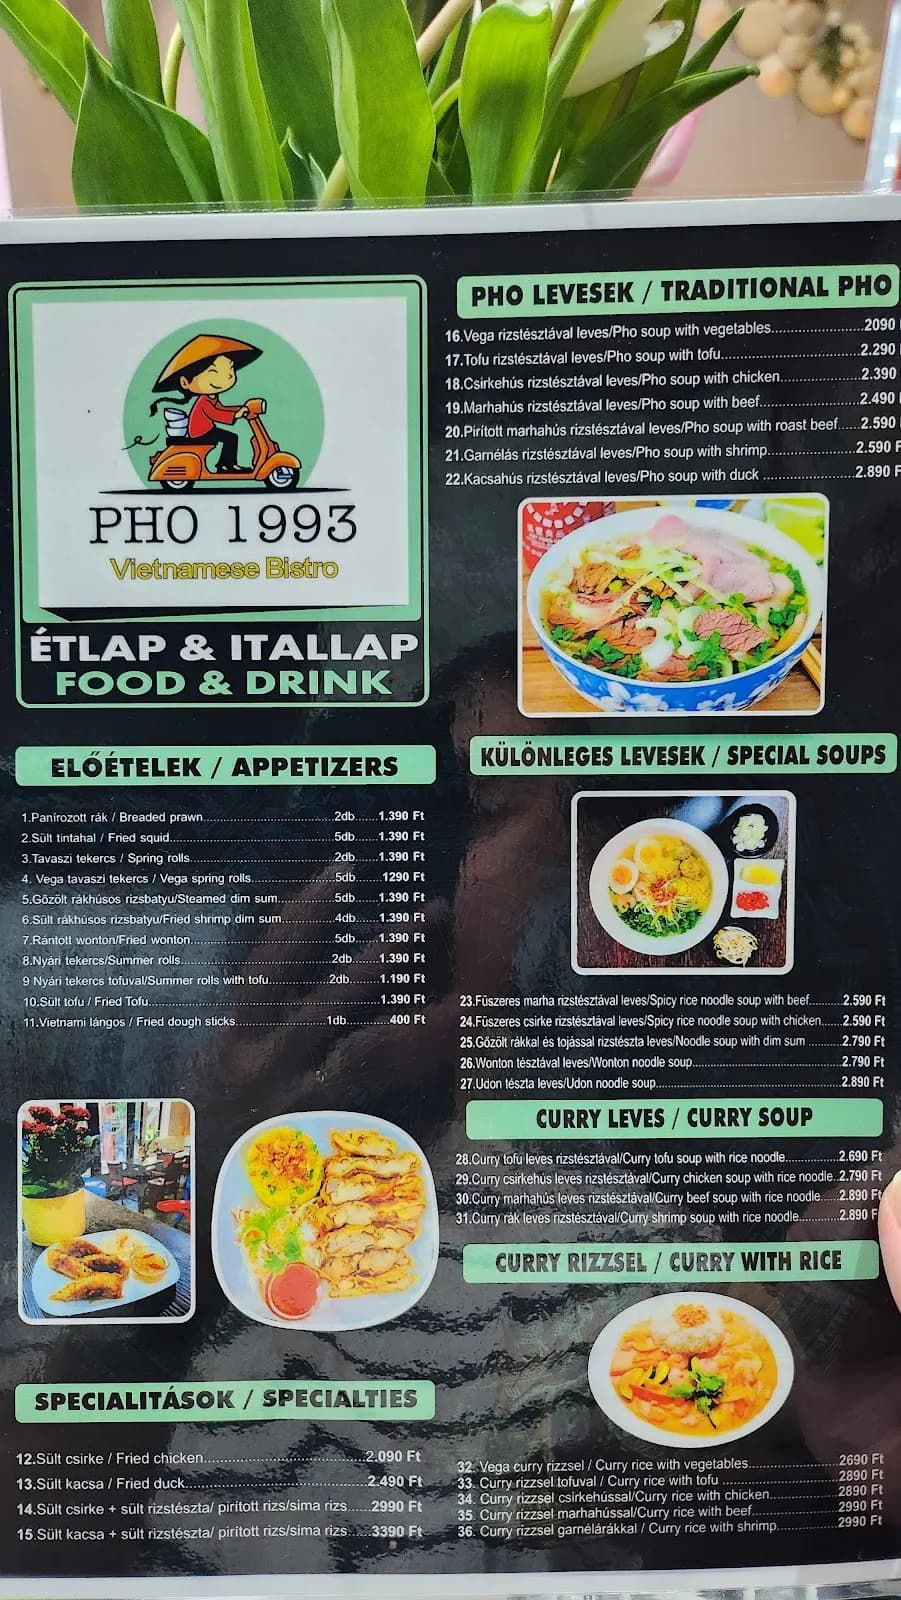 PHO 1993
Vietnamese Bistro
ÉTLAP & ITALLAP
FOOD & DRINK
ELŐÉTELEK / APPETIZERS
1.Panírozott rák / Breaded prawn 2db 1.390 Ft
2.Sült tintahal / Fried squid 5db 1.390 Ft
3.Tavaszi tekercs / Spring rolls 2db 1.390 Ft
4. Vega tavaszi tekercs / Vega spring rolls 5db 1290 Ft
5.Gőzölt rákhúsos rizsbatyu/Steamed dim sum 5db 1.390 Ft
6.Sült rákhúsos rizsbatyu/Fried shrimp dim sum 4db 1.390 Ft
7.Rántott wonton/Fried wonton 5db 1.390 Ft
8.Nyári tekercs/Summer rolls 2db 1.390 Ft
9 Nyári tekercs tofuval/Summer rolls with tofu 2db 1.190 Ft
10.Sült tofu / Fried Tofu 1.390 Ft
11.Vietnami lángos / Fried dough sticks 1db 400 Ft
SPECIALITÁSOK / SPECIALTIES
12.Sült csirke / Fried chicken 2.090 Ft
13.Sült kacsa / Fried duck 2.490 Ft
14.Sült csirke + sült rizstészta/ pirított rizs/sima rizs 2990 Ft
15.Sült kacsa + sült rizstészta/ pirított rizs/sima rizs 3390 Ft
PHO LEVESEK / TRADITIONAL PHO
16.Vega rizstésztával leves/Pho soup with vegetables 2090
17.Tofu rizstésztával leves/Pho soup with tofu 2.290
18.Csirkehús rizstésztával leves/Pho soup with chicken 2.390
19.Marhahús rizstésztával leves/Pho soup with beef 2.490
20.Pirított marhahús rizstésztával leves/Pho soup with roast beef 2.590
21.Garnélás rizstésztával leves/Pho soup with shrimp 2.590 F
22.Kacsahús rizstésztával leves/Pho soup with duck 2.890 F
KÜLÖNLEGES LEVESEK / SPECIAL SOUPS
23.Fűszeres marha rizstésztával leves/Spicy rice noodle soup with beef 2.590 Ft
24.Fűszeres csirke rizstésztával leves/Spicy rice noodle soup with chicken 2.590 Ft
25.Gőzölt rákkal és tojással rizstészta leves/Noodle soup with dim sum 2.790 Ft
26.Wonton tésztával leves/Wonton noodle soup 2.790 Ft
27.Udon tészta leves/Udon noodle soup 2.890 Ft
CURRY LEVES / CURRY SOUP
28.Curry tofu leves rizstésztával/Curry tofu soup with rice noodle 2.690 Ft
29.Curry csirkehús leves rizstésztával/Curry chicken soup with rice noodle 2.790 Ft
30.Curry marhahús leves rizstésztával/Curry beef soup with rice noodle 2.890 Ft
31.Curry rák leves rizstésztával/Curry shrimp soup with rice noodle 2.890 F
CURRY RIZZSEL / CURRY WITH RICE
32. Vega curry rizzsel / Curry rice with vegetables 2690 Ft
33. Curry rizzsel tofuval / Curry rice with tofu 2890 Ft
34. Curry rizzsel csirkehússal/Curry rice with chicken 2890 Ft
35. Curry rizzsel marhahússal/Curry rice with beef 2990 Ft
36. Curry rizzsel garnélárákkal / Curry rice with shrimp 2990 Ft